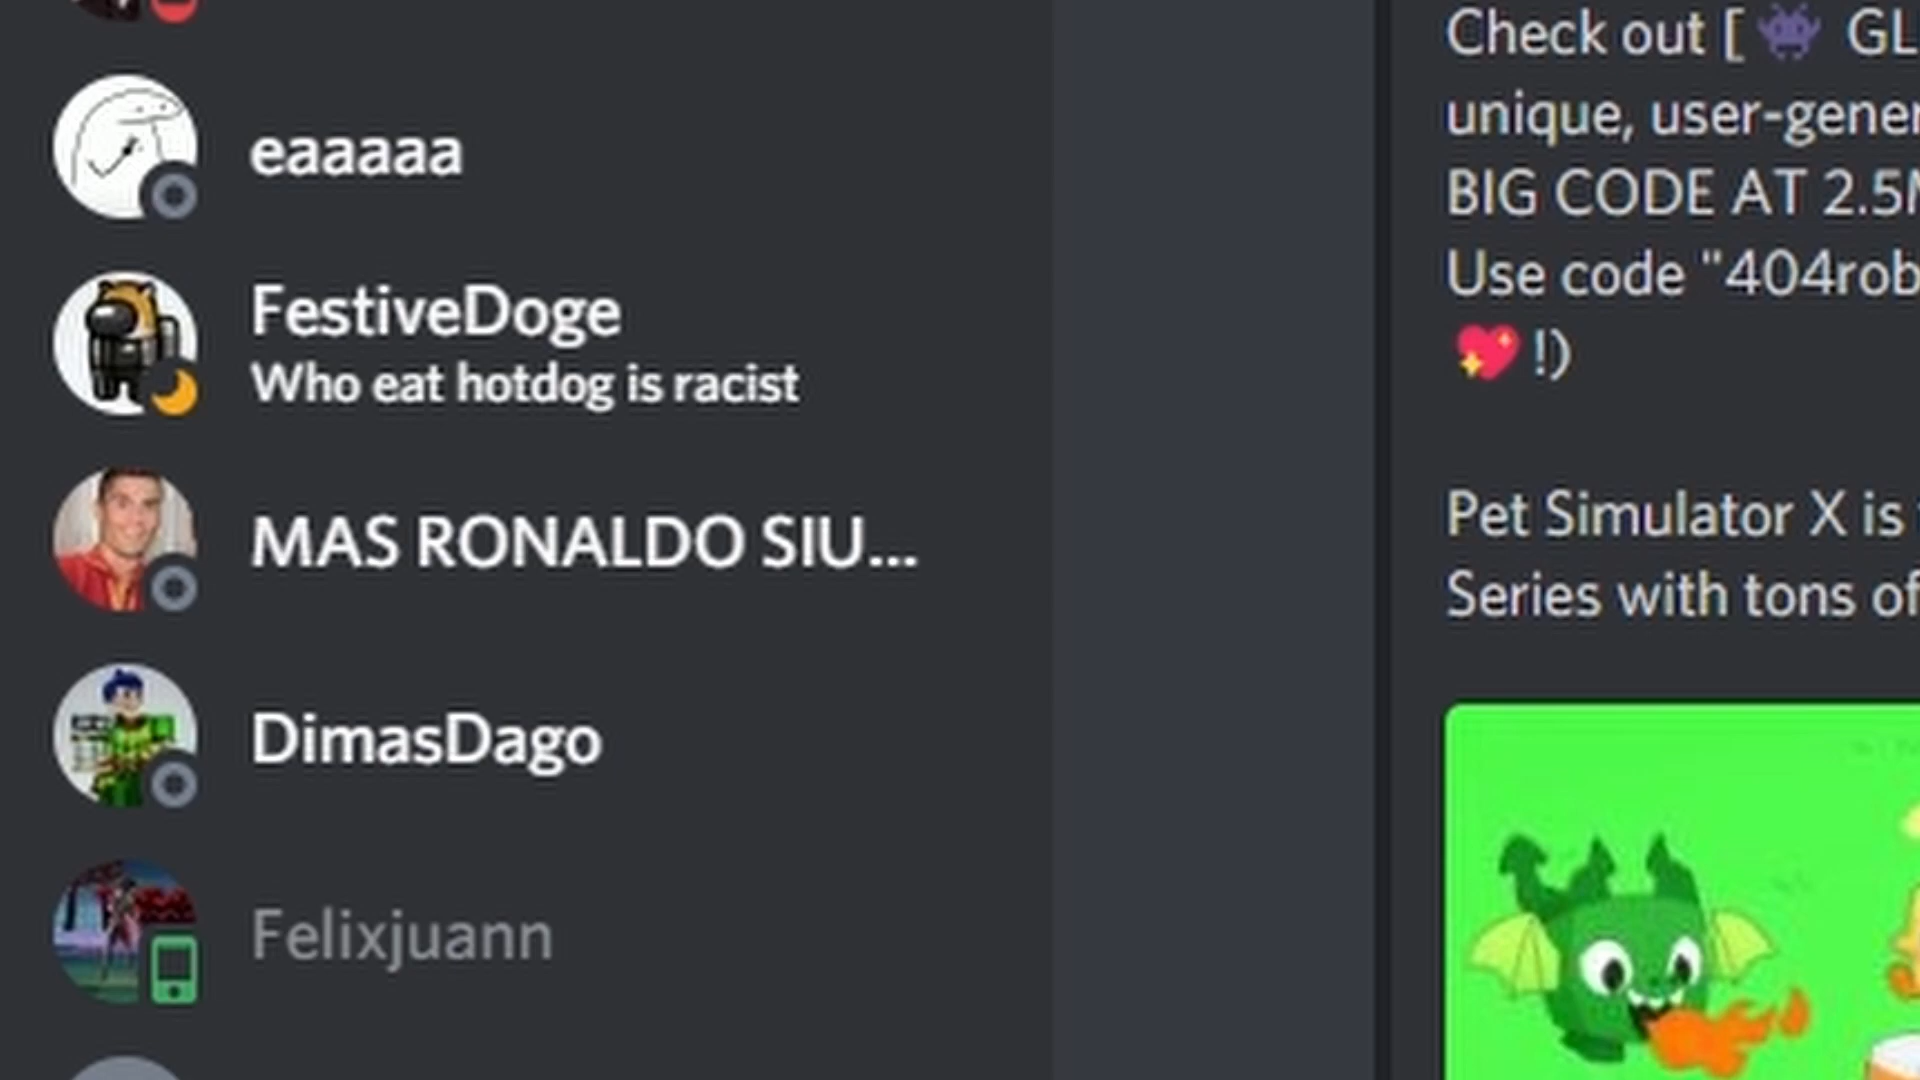 eaaaaa
FestiveDoge
Who eat hotdog is racist
MAS RONALDO SIU...
DimasDago
Felixjuann
Check out [ 👾 GL
unique, user-gener
BIG CODE AT 2.5M
Use code "404rob
💖!)
Pet Simulator X is
Series with tons of